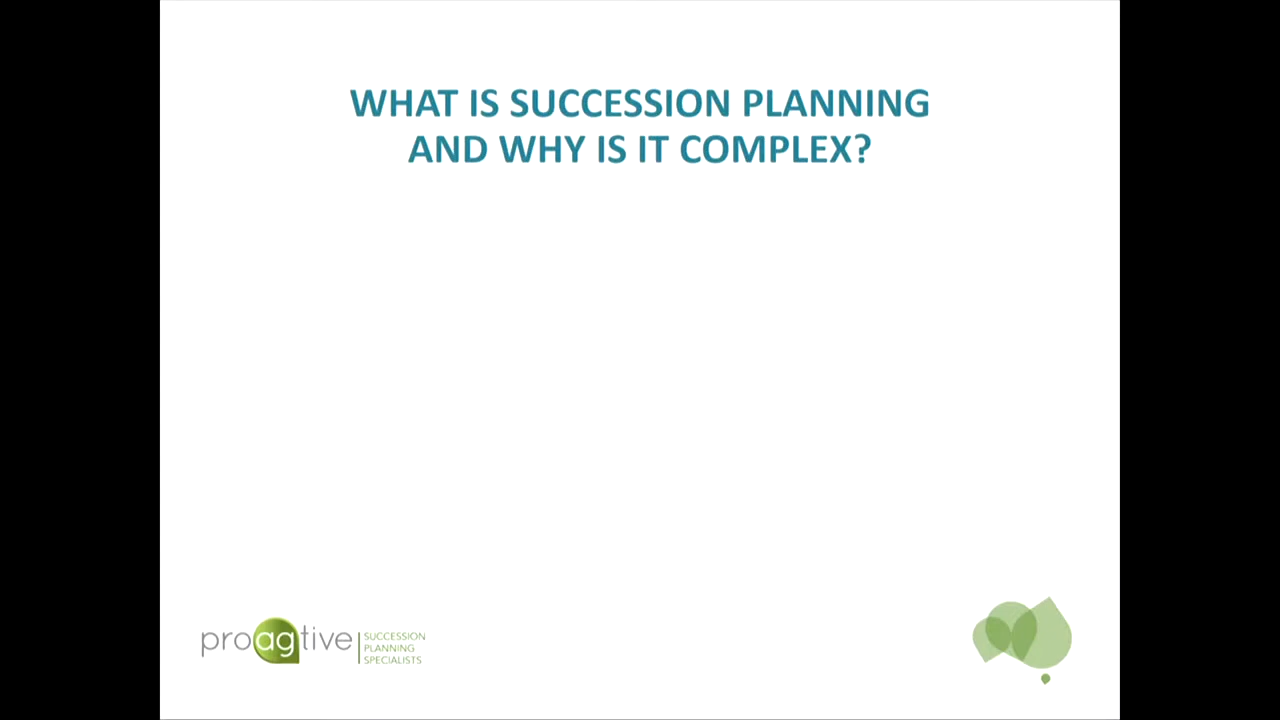 WHAT IS SUCCESSION PLANNING
AND WHY IS IT COMPLEX?
proagtive
SUCCESSION
PLANNING
SPECIALISTS